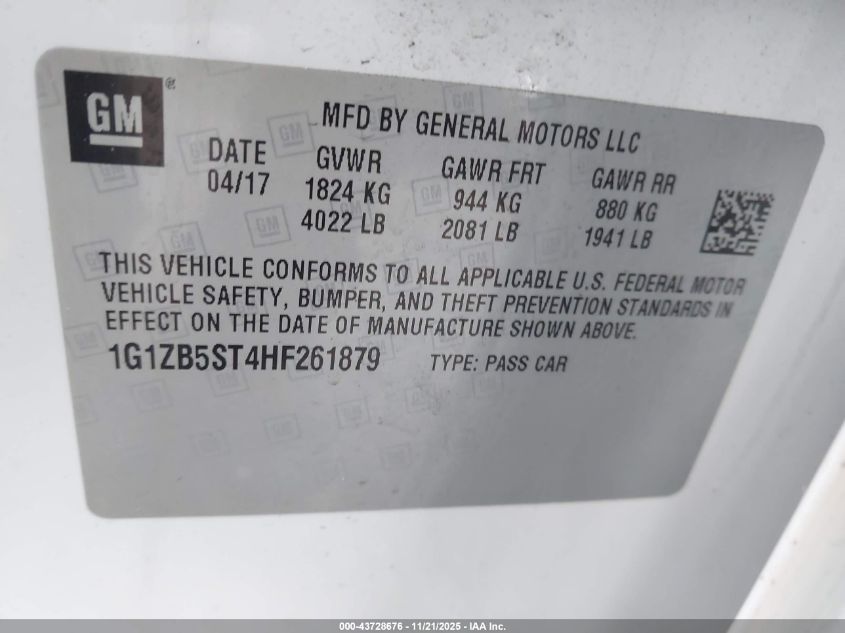 GM ®
MFD BY GENERAL MOTORS LLC
DATE GVWR GAWR FRT GAWR RR
04/17 1824 KG 944 KG 880 KG
4022 LB 2081 LB 1941 LB
THIS VEHICLE CONFORMS TO ALL APPLICABLE U.S. FEDERAL MOTOR
VEHICLE SAFETY, BUMPER, AND THEFT PREVENTION STANDARDS IN
EFFECT ON THE DATE OF MANUFACTURE SHOWN ABOVE.
1G1ZB5ST4HF261879 TYPE: PASS CAR
000-43728676 - 11/21/2025 - IAA Inc.